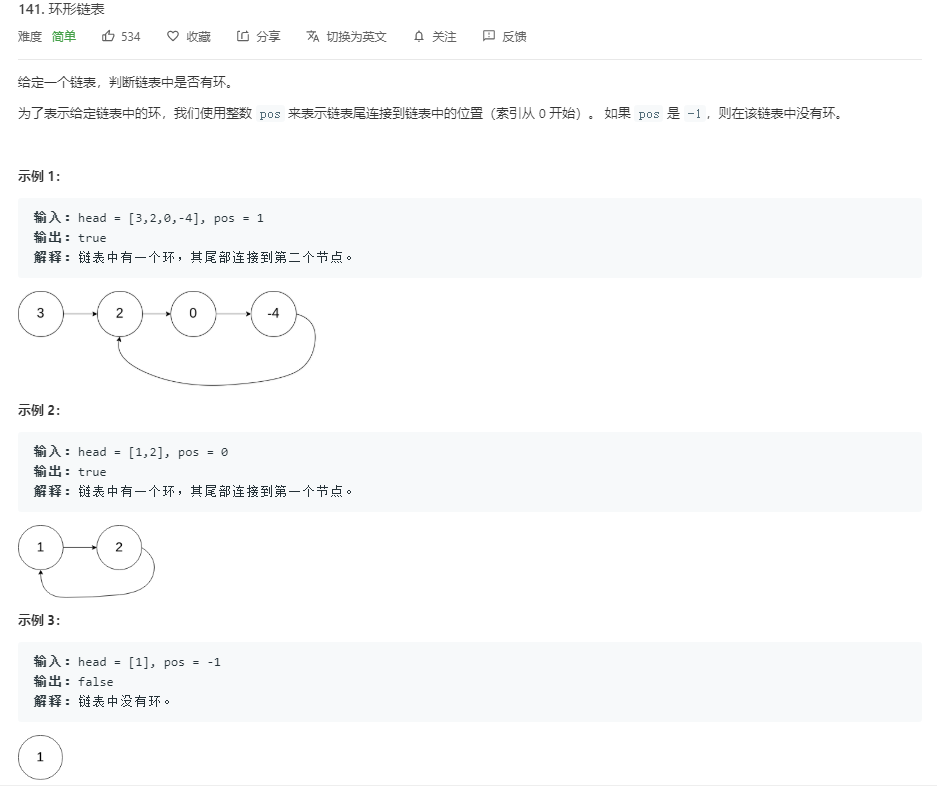 141. 环形链表
难度 简单 534 收藏 分享 切换为英文 关注 反馈
给定一个链表，判断链表中是否有环。
为了表示给定链表中的环，我们使用整数 pos 来表示链表尾连接到链表中的位置（索引从 0 开始）。 如果 pos 是 -1，则在该链表中没有环。
示例 1：
输入：head = [3,2,0,-4], pos = 1
输出：true
解释：链表中有一个环，其尾部连接到第二个节点。
3 2 0 -4
示例 2：
输入：head = [1,2], pos = 0
输出：true
解释：链表中有一个环，其尾部连接到第一个节点。
1 2
示例 3：
输入：head = [1], pos = -1
输出：false
解释：链表中没有环。
1